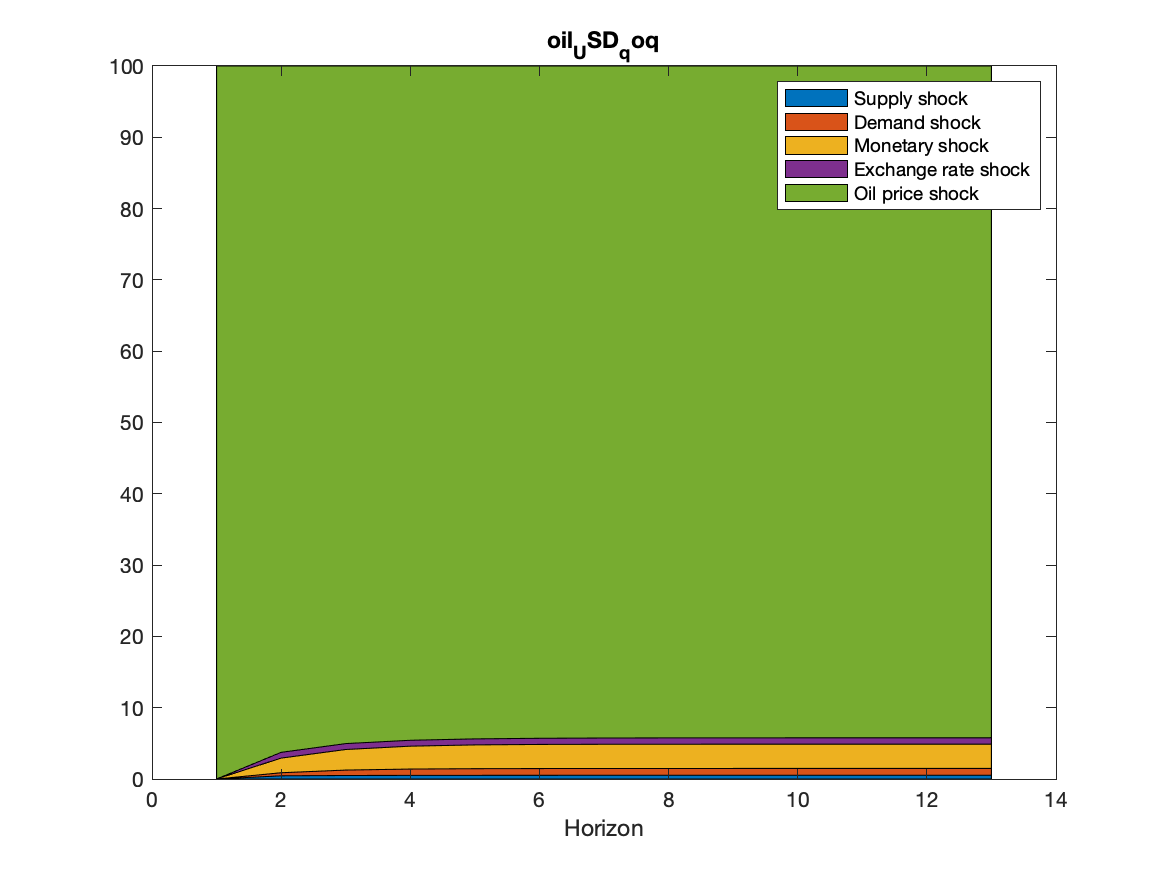 oilUSDqoq
100
90
80
70
60
50
40
30
20
10
0
Supply shock
Demand shock
Monetary shock
Exchange rate shock
Oil price shock
0 2 4 6 8 10 12 14
Horizon